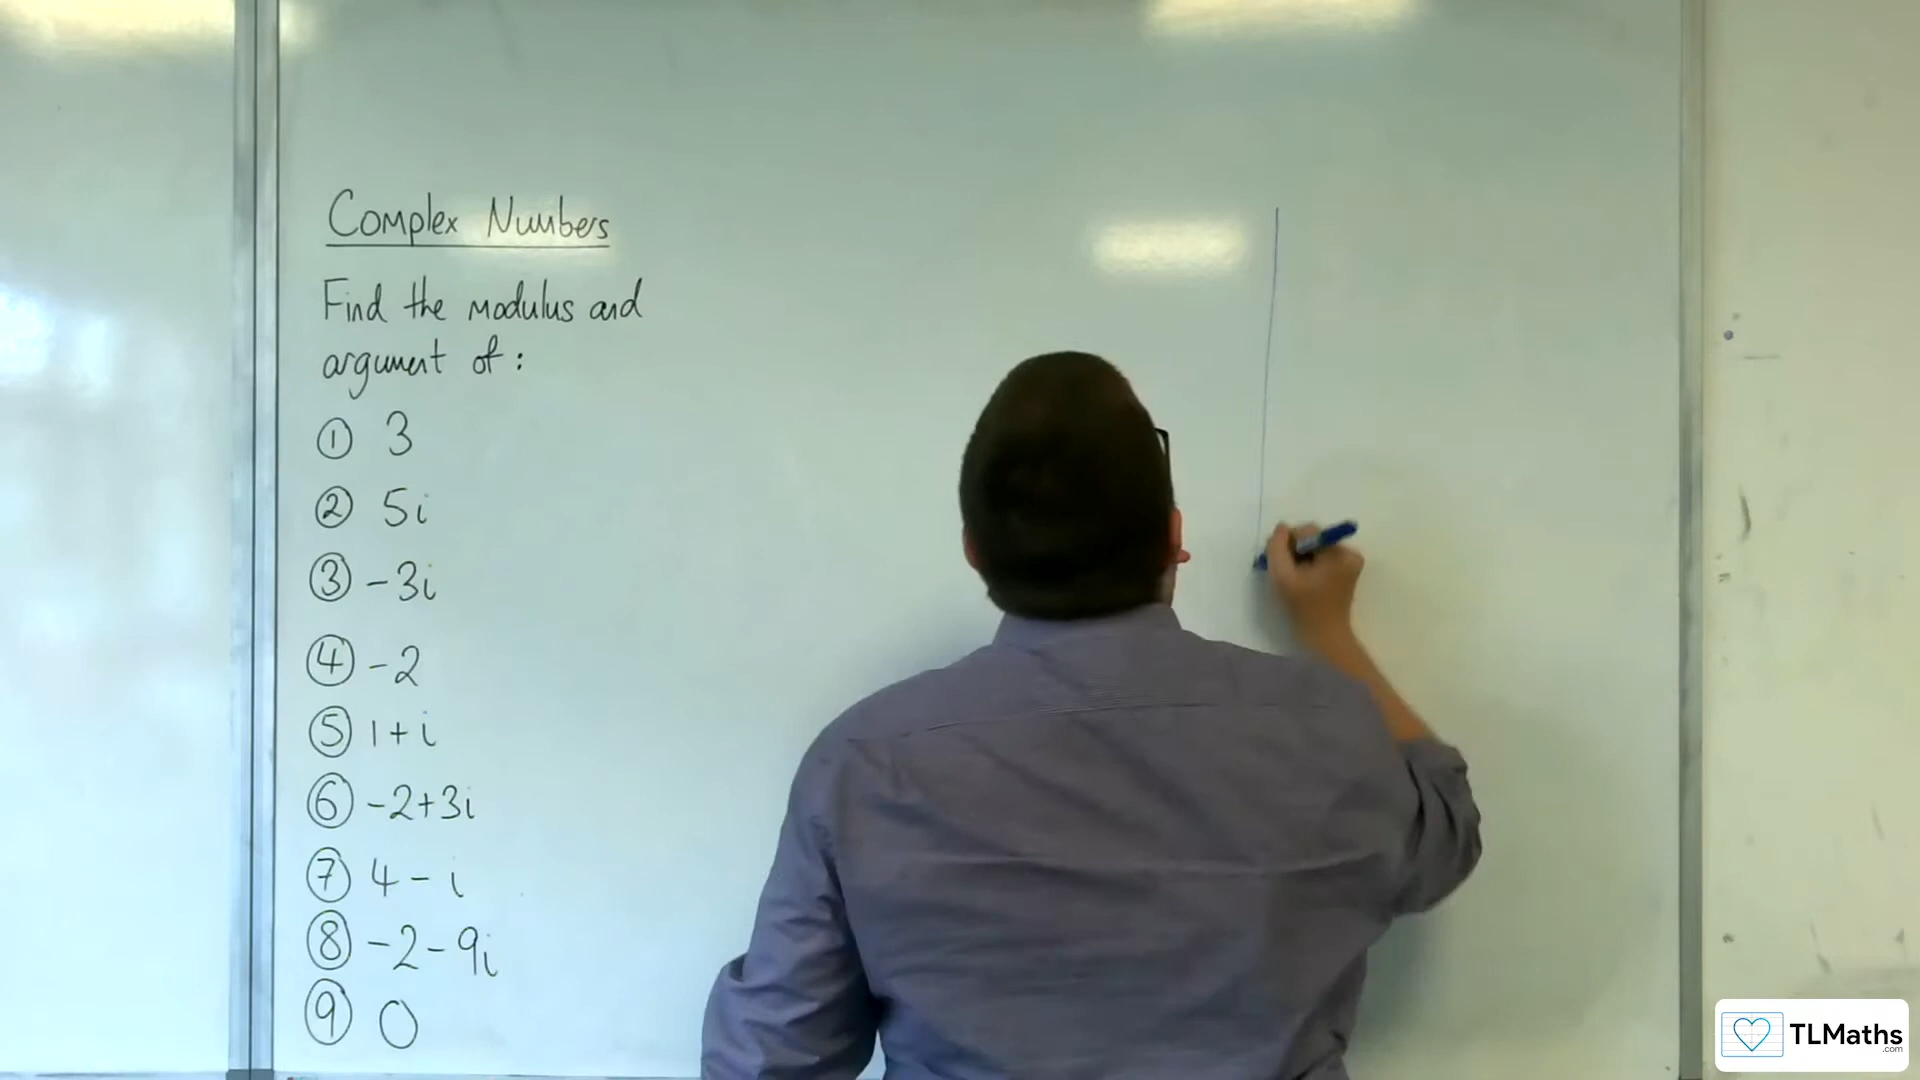 Complex Numbers
Find the modulus and
argument of:
① 3
② 5i
③ -3i
④ -2
⑤ 1+i
⑥ -2+3i
⑦ 4-i
⑧ -2-9i
⑨ 0
TLMaths
.com